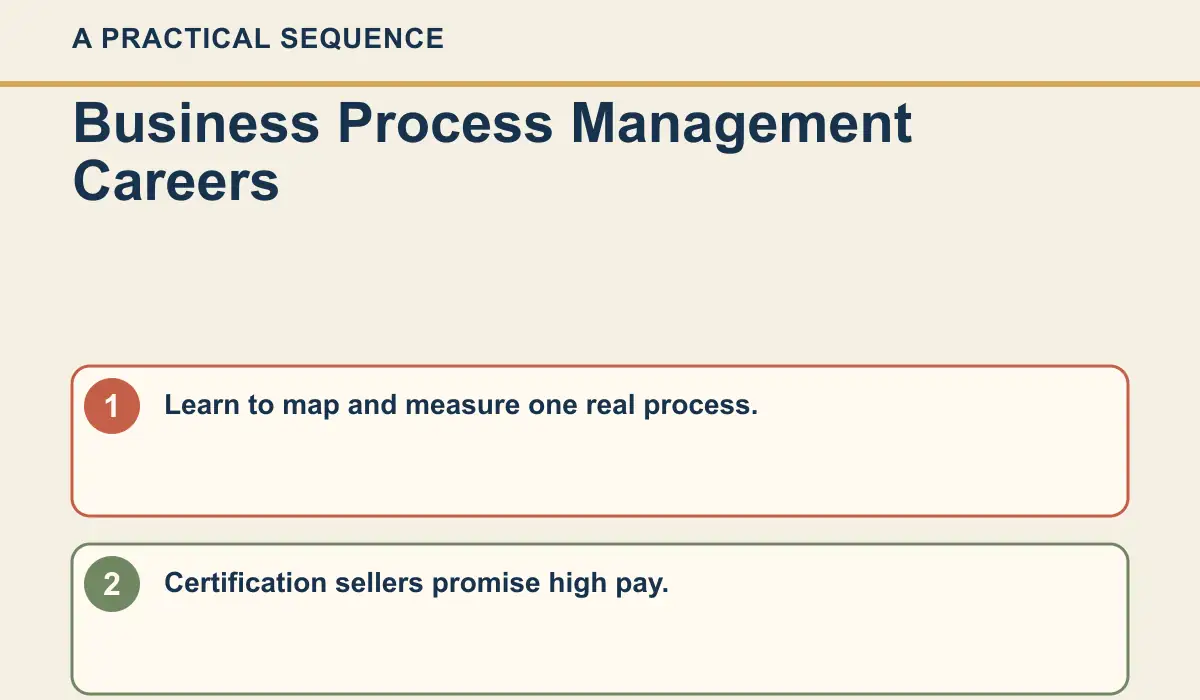 A PRACTICAL SEQUENCE
Business Process Management
Careers
1
Learn to map and measure one real process.
2
Certification sellers promise high pay.